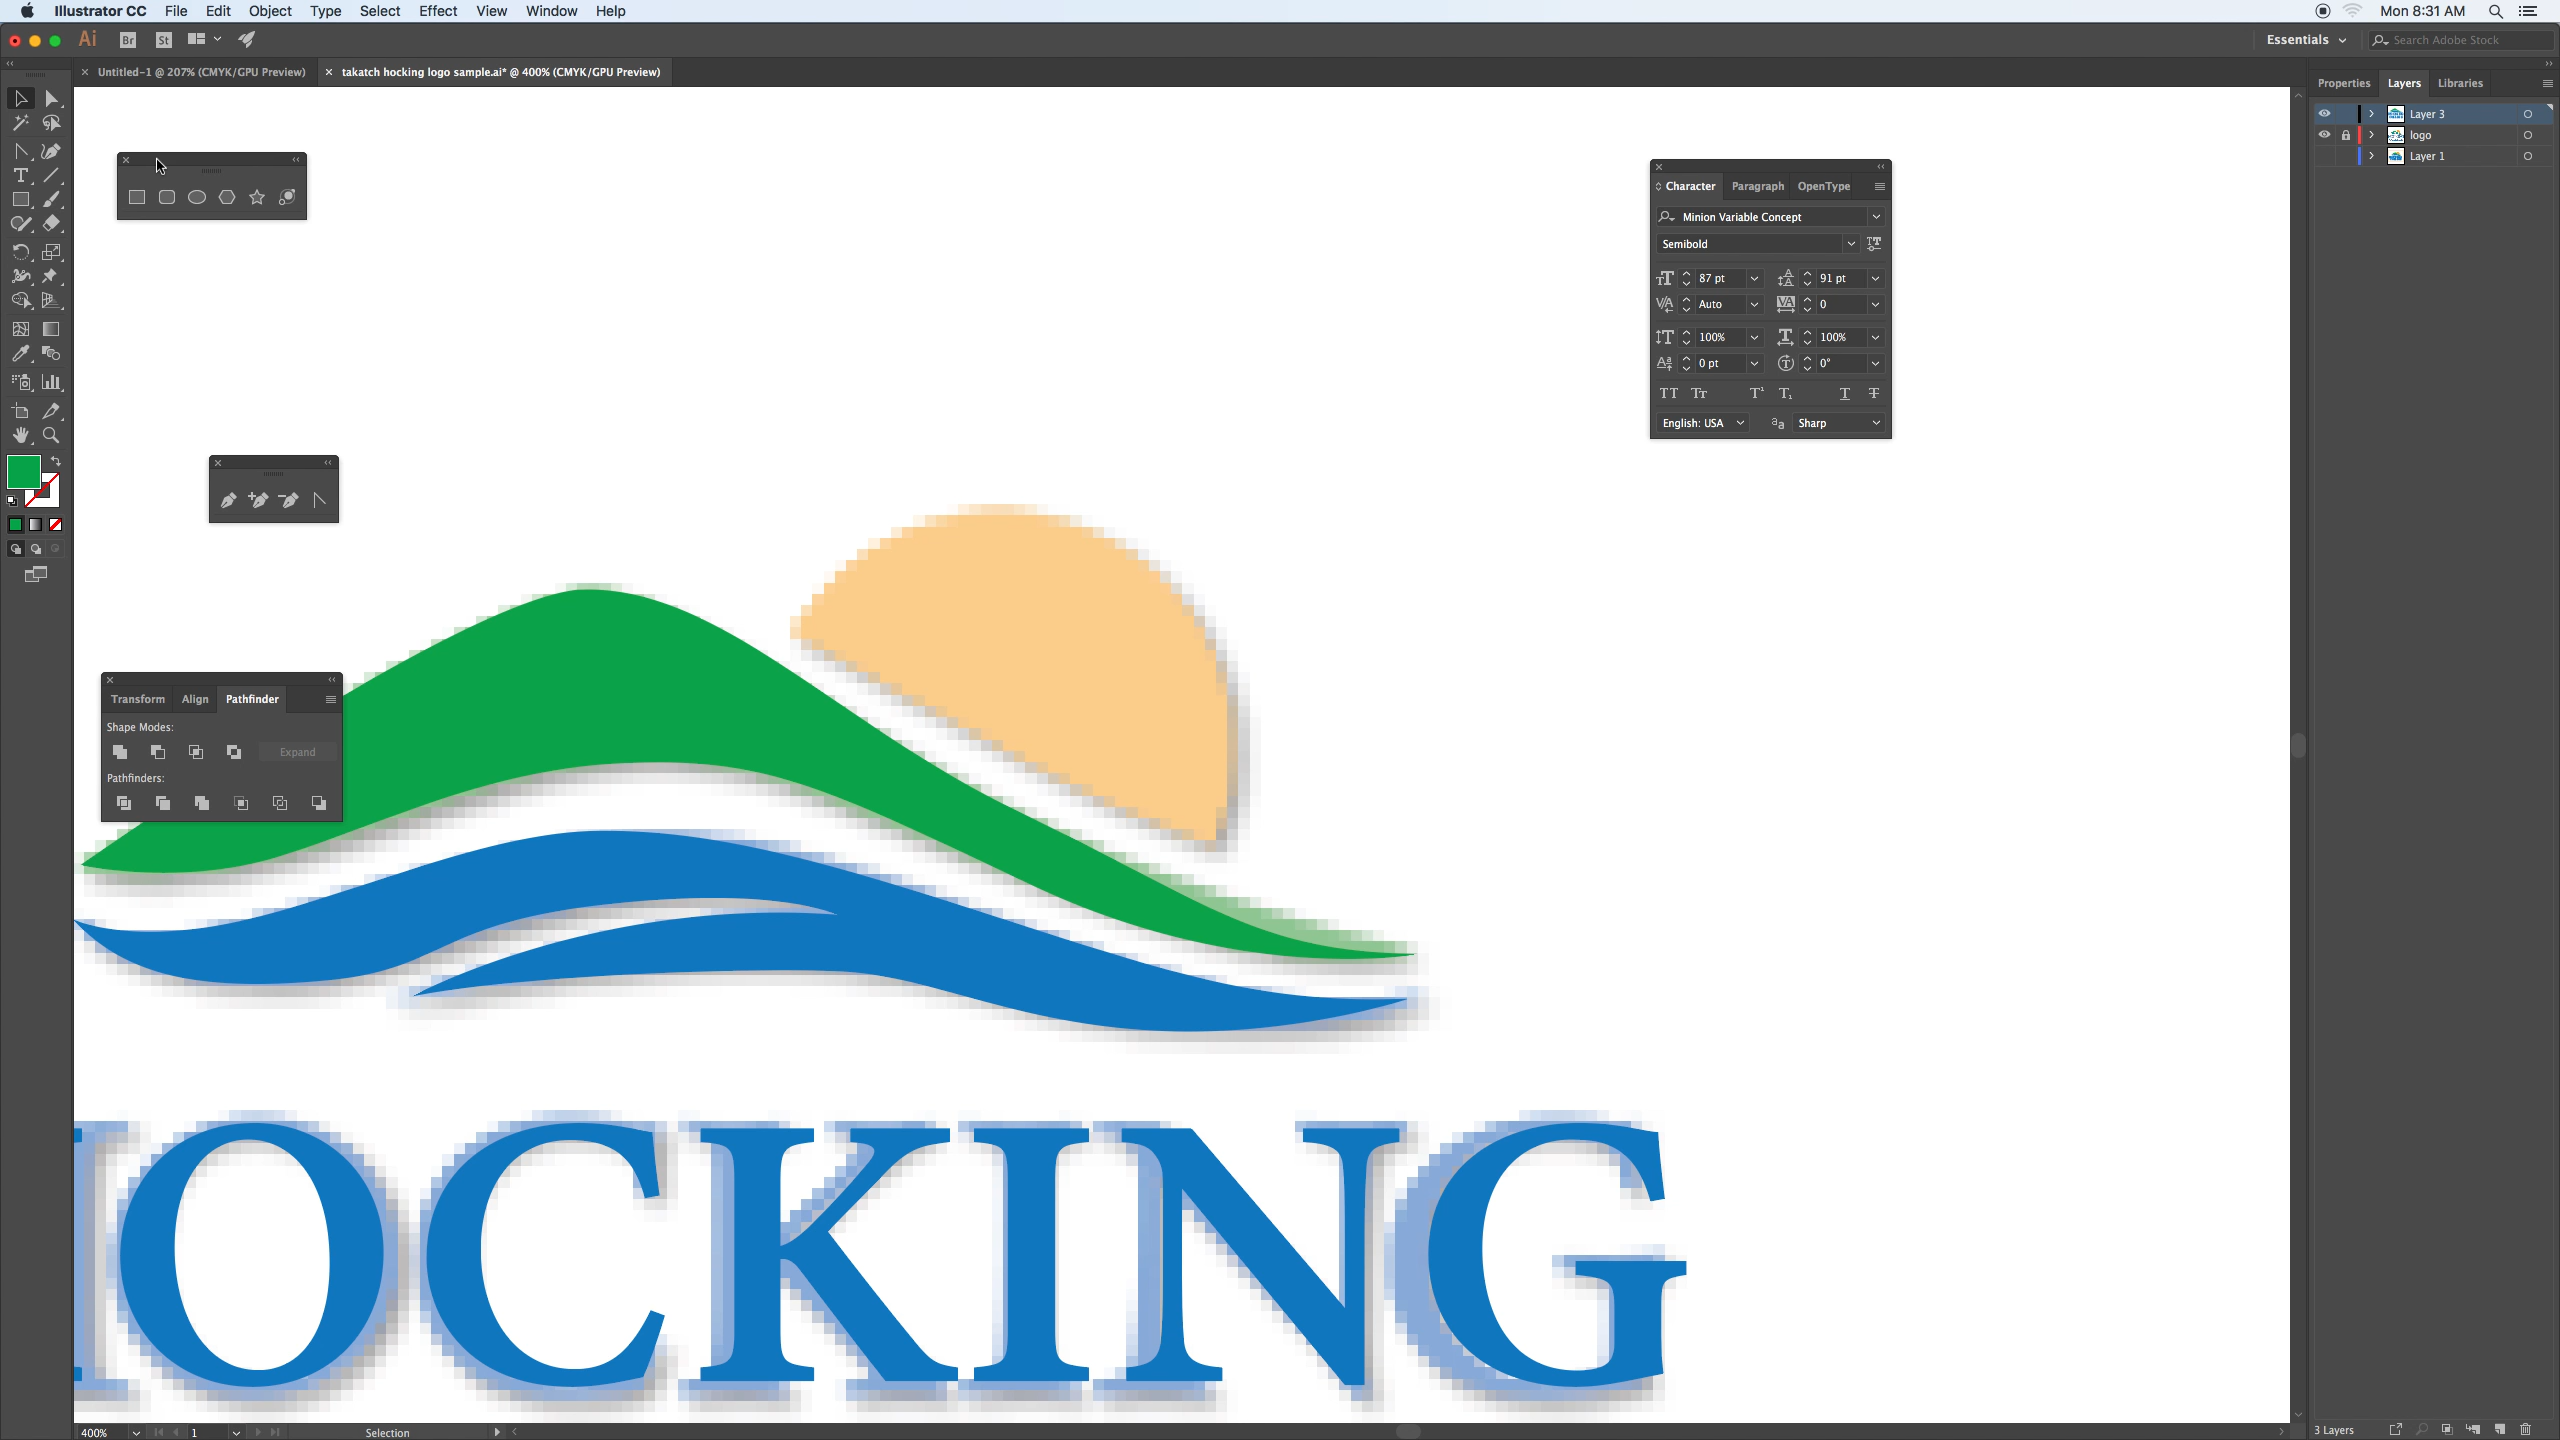 Illustrator CC File Edit Object Type Select Effect View Window Help Mon 8:31 AM
Ai Br St Essentials Search Adobe Stock
Untitled-1 @ 207% (CMYK/GPU Preview) takatch hocking logo sample.ai* @ 400% (CMYK/GPU Preview)
Properties Layers Libraries
Layer 3
logo
Layer 1
Character Paragraph OpenType
Minion Variable Concept
Semibold
87 pt 91 pt
Auto 0
100% 100%
0 pt 0°
English: USA Sharp
Transform Align Pathfinder
Shape Modes:
Expand
Pathfinders:
OCKING
400% 1 Selection 3 Layers